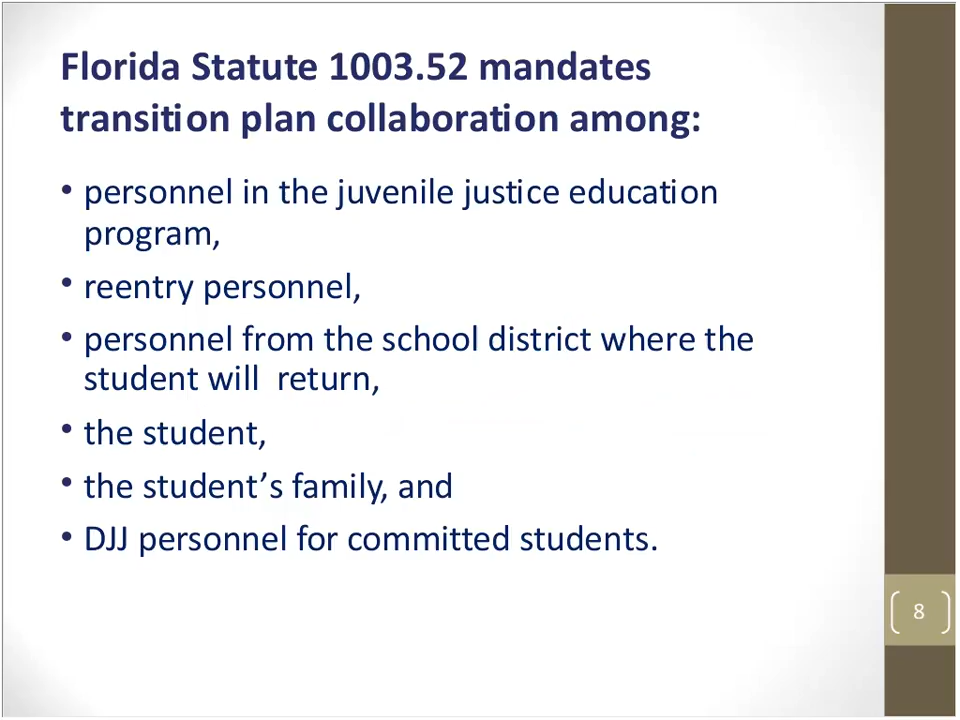 Florida Statute 1003.52 mandates
transition plan collaboration among:
• personnel in the juvenile justice education
program,
• reentry personnel,
• personnel from the school district where the
student will  return,
• the student,
• the student’s family, and
• DJJ personnel for committed students.
8